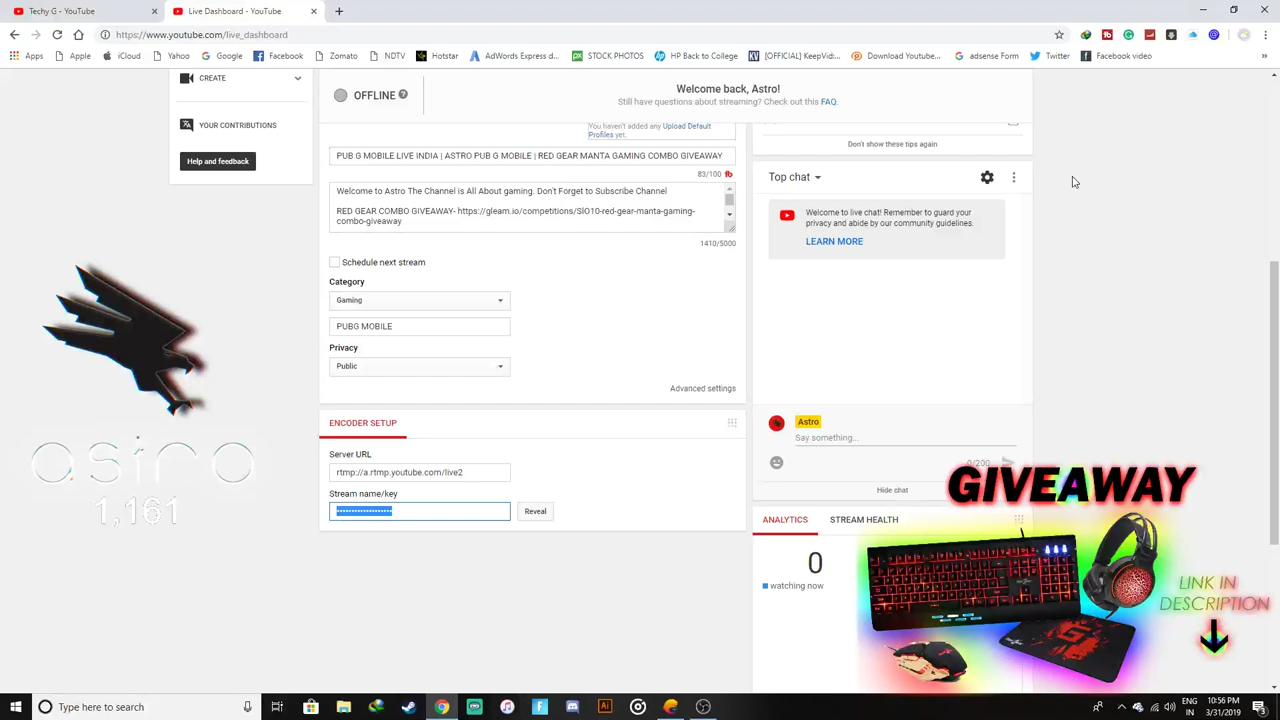 Techy G - YouTube
Live Dashboard - YouTube
https://www.youtube.com/live_dashboard
Apps
Apple
iCloud
Yahoo
Google
Facebook
Zomato
NDTV
Hotstar
AdWords Express d...
STOCK PHOTOS
HP Back to College
[OFFICIAL] KeepVid:...
Download Youtube...
adsense Form
Twitter
Facebook video
CREATE
YOUR CONTRIBUTIONS
Help and feedback
OFFLINE
Welcome back, Astro!
Still have questions about streaming? Check out this FAQ.
You haven't added any Upload Default
Profiles yet.
PUB G MOBILE LIVE INDIA | ASTRO PUB G MOBILE | RED GEAR MANTA GAMING COMBO GIVEAWAY
83/100
Welcome to Astro The Channel is All About gaming. Don't Forget to Subscribe Channel
RED GEAR COMBO GIVEAWAY- https://gleam.io/competitions/SlO10-red-gear-manta-gaming-
combo-giveaway
1410/5000
Schedule next stream
Category
Gaming
PUBG MOBILE
Privacy
Public
Advanced settings
ENCODER SETUP
Server URL
rtmp://a.rtmp.youtube.com/live2
Stream name/key
Reveal
Don't show these tips again
Top chat
Welcome to live chat! Remember to guard your
privacy and abide by our community guidelines.
LEARN MORE
Astro
Say something...
0/200
Hide chat
ANALYTICS
STREAM HEALTH
0
watching now
astro
1,161
GIVEAWAY
LINK IN
DESCRIPTION
Type here to search
ENG
IN
10:56 PM
3/31/2019